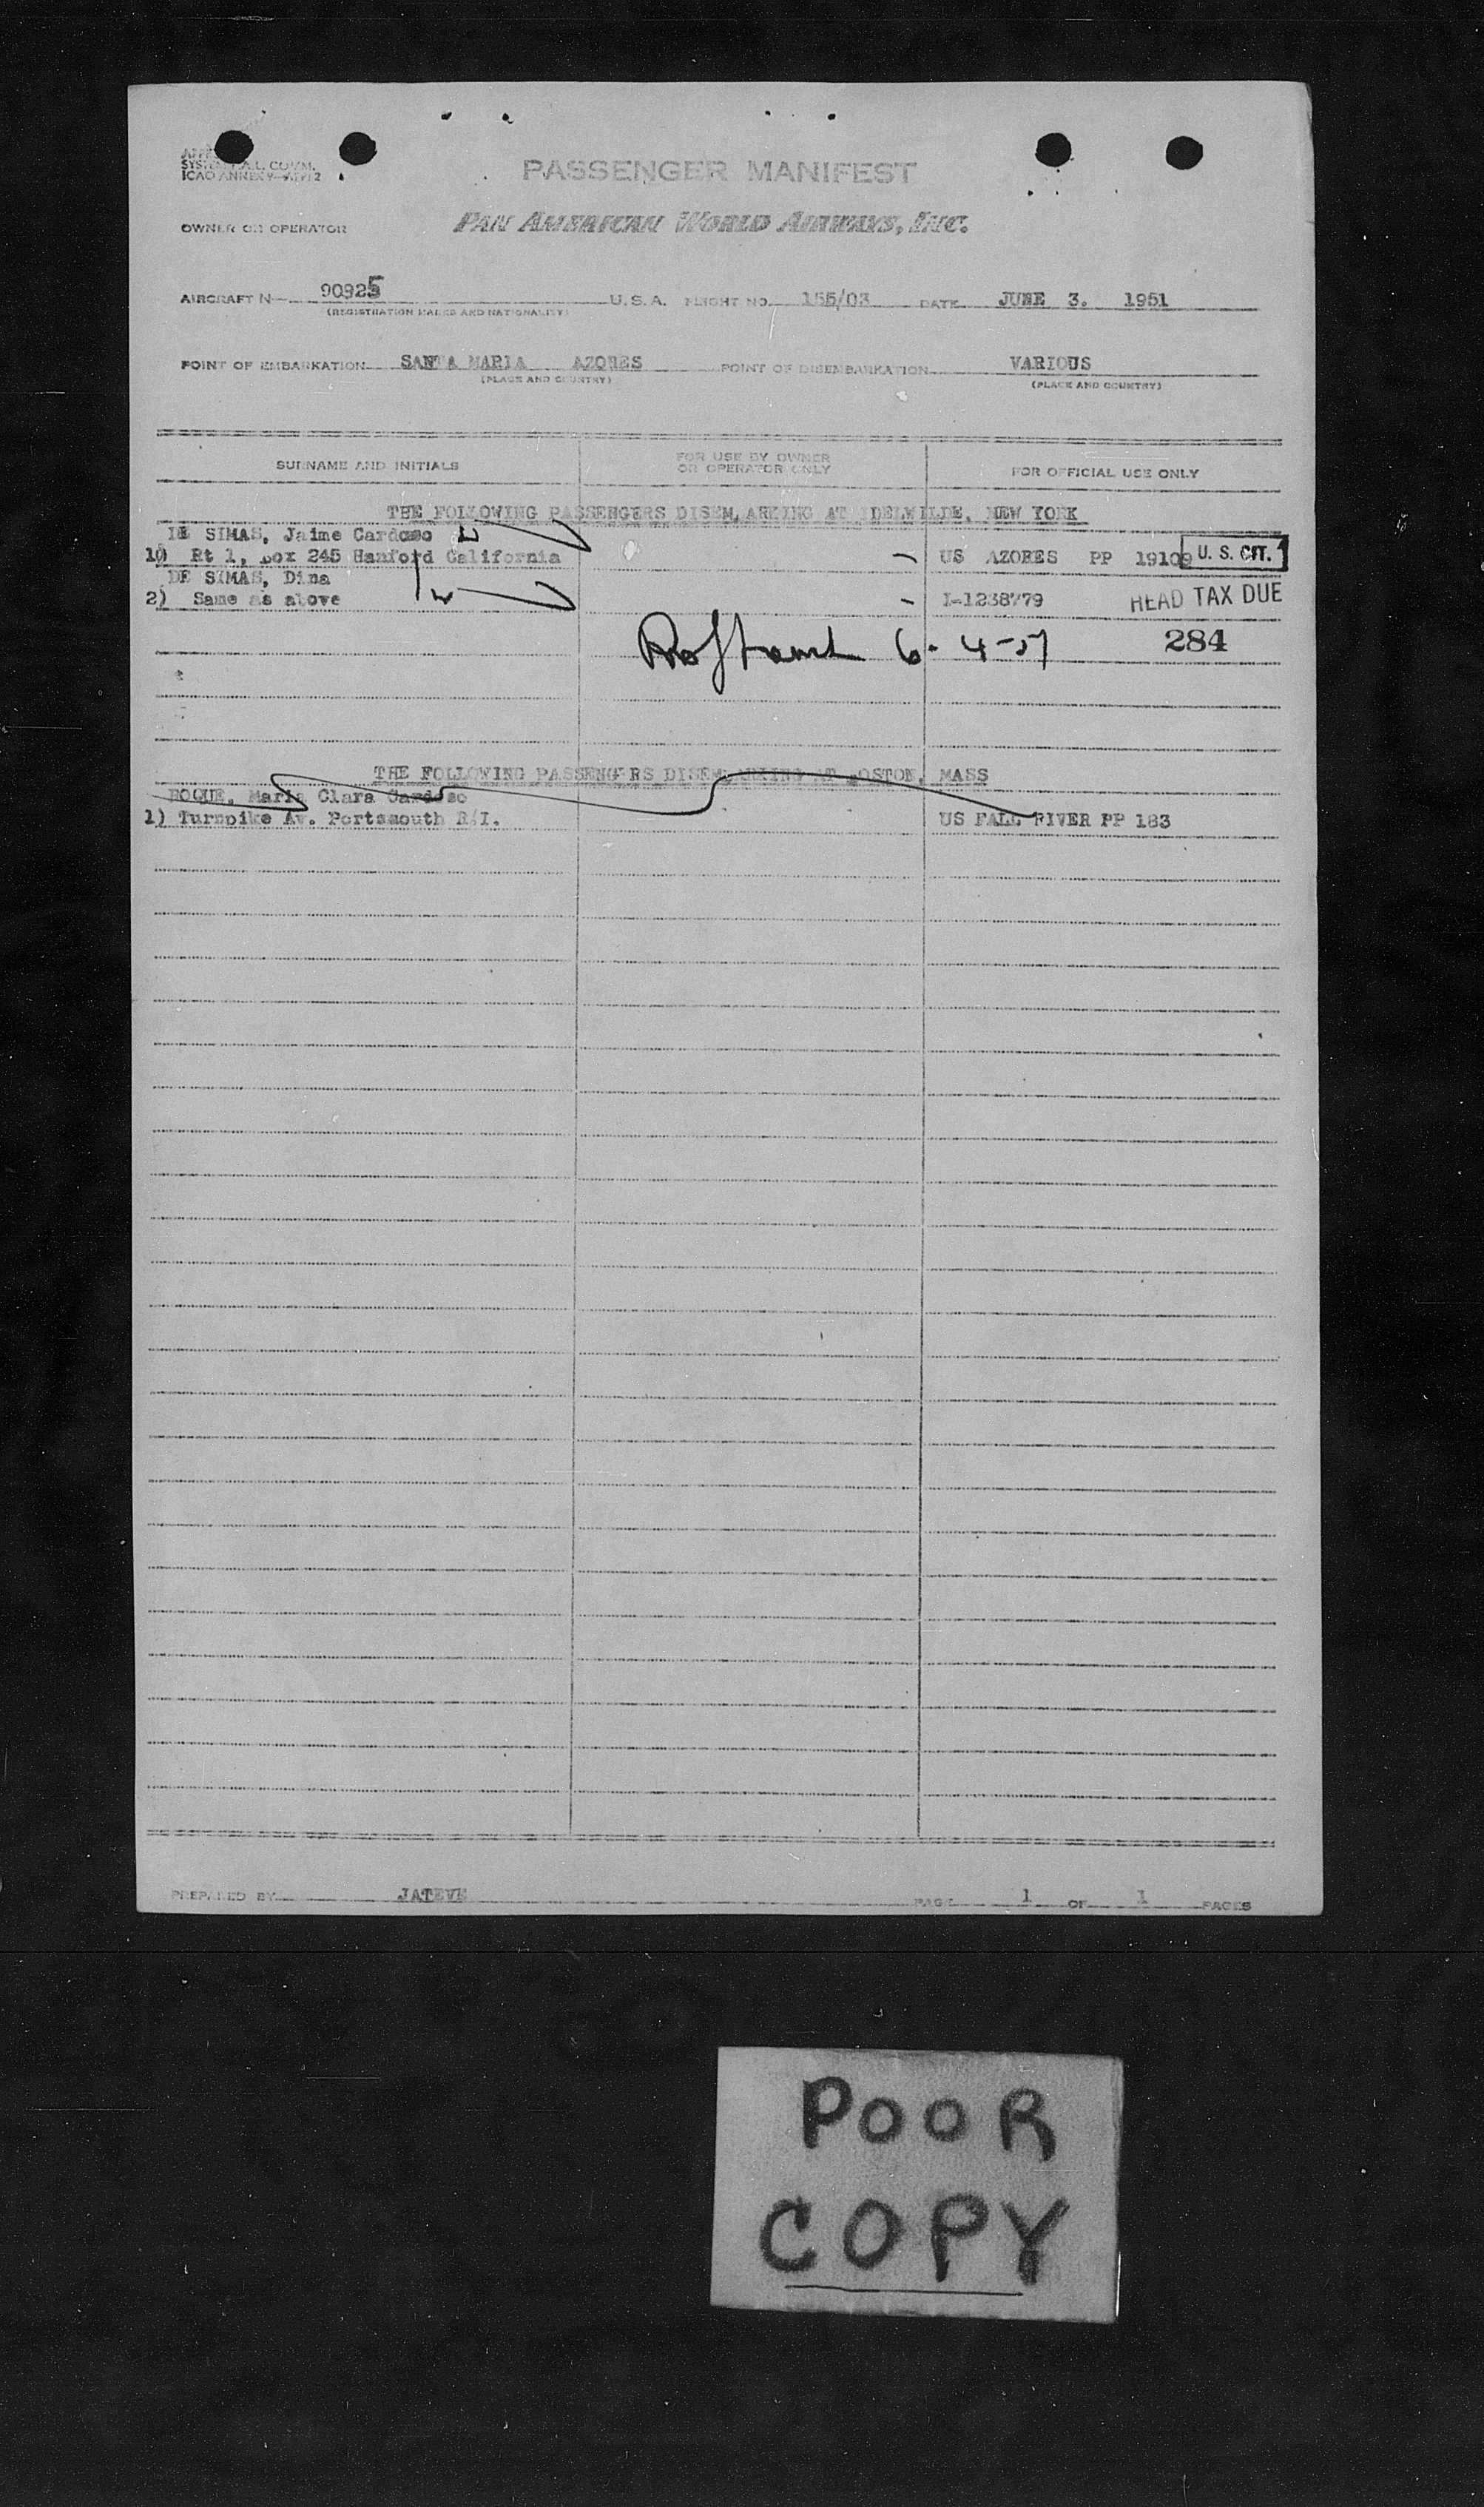 ICAO ANNEX 9
PASSENGER MANIFEST
OWNER OR OPERATOR PAN AMERICAN WORLD AIRWAYS, INC.
AIRCRAFT N— 90925 U.S.A. FLIGHT NO. 155/03 DATE JUNE 3. 1951
(REGISTRATION MARKS AND NATIONALITY)
POINT OF EMBARKATION SANTA MARIA AZORES POINT OF DISEMBARKATION VARIOUS
(PLACE AND COUNTRY) (PLACE AND COUNTRY)
SURNAME AND INITIALS FOR USE BY OWNER OR OPERATOR ONLY FOR OFFICIAL USE ONLY
THE FOLLOWING PASSENGERS DISEMBARKING AT IDELWILDE, NEW YORK
DE SIMAS, Jaime Cardoso
1) Rt 1, Box 245 Hanford California — US AZORES PP 19109 U. S. CIT.
DE SIMAS, Dina
2) Same as above — I-1238779 HEAD TAX DUE
6-4-51 284
THE FOLLOWING PASSENGERS DISEMBARKING AT BOSTON, MASS
ROQUE, Maria Clara Cardoso
1) Turnpike Av. Portsmouth R.I. US FALL RIVER PP 183
PREPARED BY JATEVE PAGE 1 OF 1 PAGES
POOR
COPY